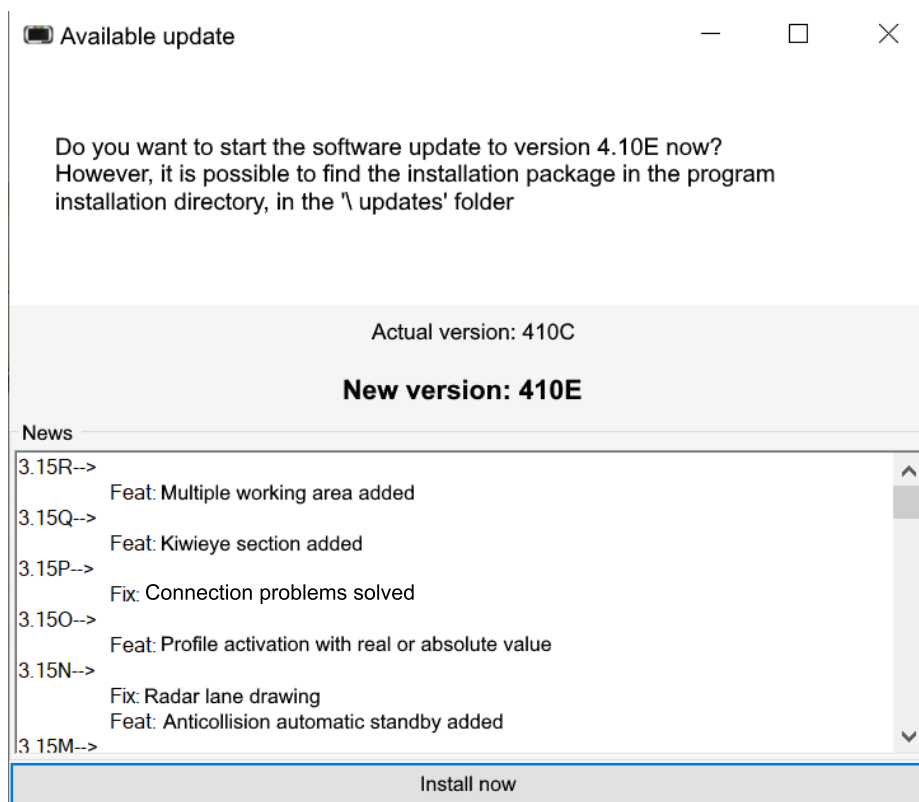 Available update
Do you want to start the software update to version 4.10E now?
However, it is possible to find the installation package in the program
installation directory, in the '\ updates' folder
Actual version: 410C
New version: 410E
News
3.15R-->
Feat: Multiple working area added
3.15Q-->
Feat: Kiwieye section added
3.15P-->
Fix: Connection problems solved
3.15O-->
Feat: Profile activation with real or absolute value
3.15N-->
Fix: Radar lane drawing
Feat: Anticollision automatic standby added
3.15M-->
Install now